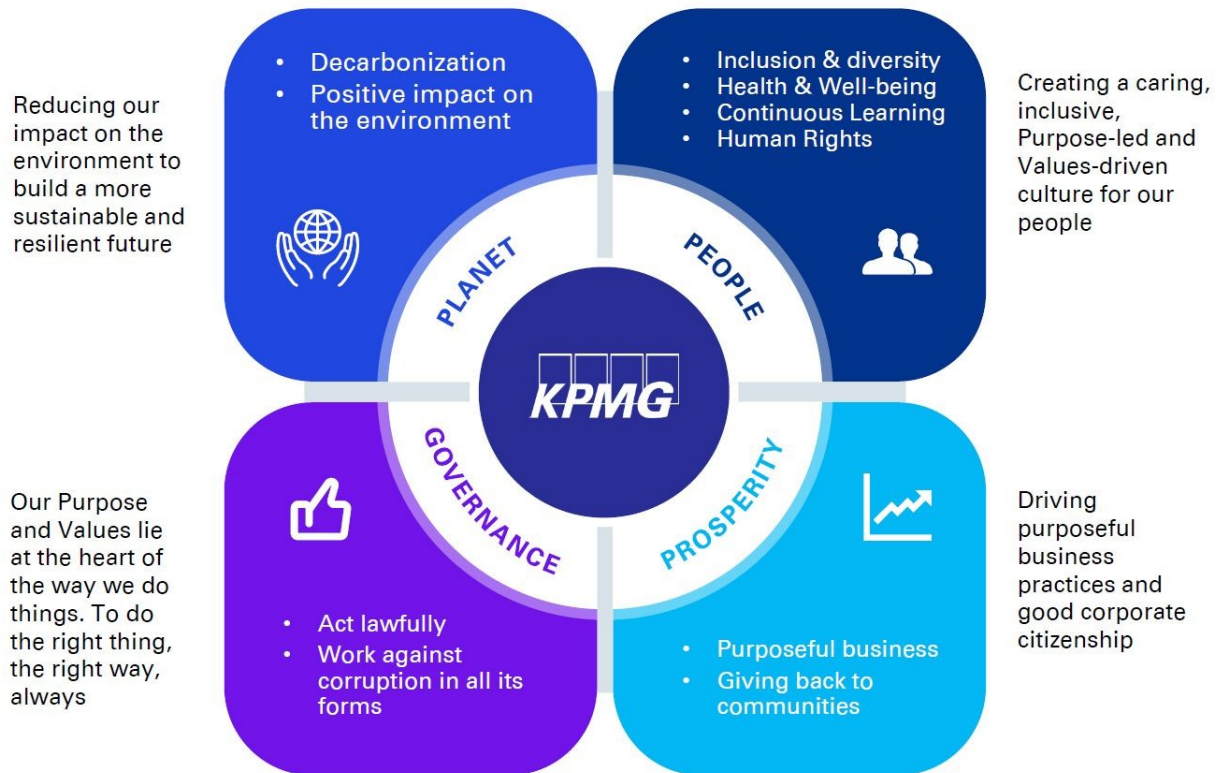 Reducing our
impact on the
environment to
build a more
sustainable and
resilient future
• Decarbonization
• Positive impact on
the environment
PLANET
• Inclusion & diversity
• Health & Well-being
• Continuous Learning
• Human Rights
PEOPLE
Creating a caring,
inclusive,
Purpose-led and
Values-driven
culture for our
people
KPMG
Our Purpose
and Values lie
at the heart of
the way we do
things. To do
the right thing,
the right way,
always
GOVERNANCE
• Act lawfully
• Work against
corruption in all its
forms
PROSPERITY
• Purposeful business
• Giving back to
communities
Driving
purposeful
business
practices and
good corporate
citizenship